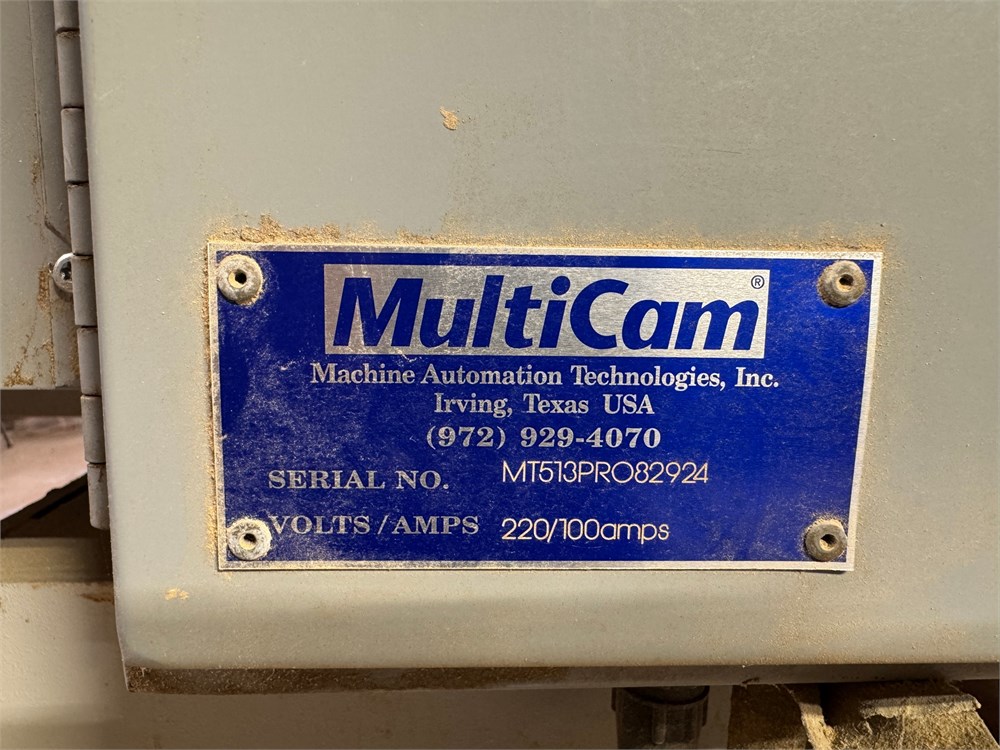 MultiCam®
Machine Automation Technologies, Inc.
Irving, Texas USA
(972) 929-4070
SERIAL NO. MT513PRO82924
VOLTS/AMPS 220/100amps